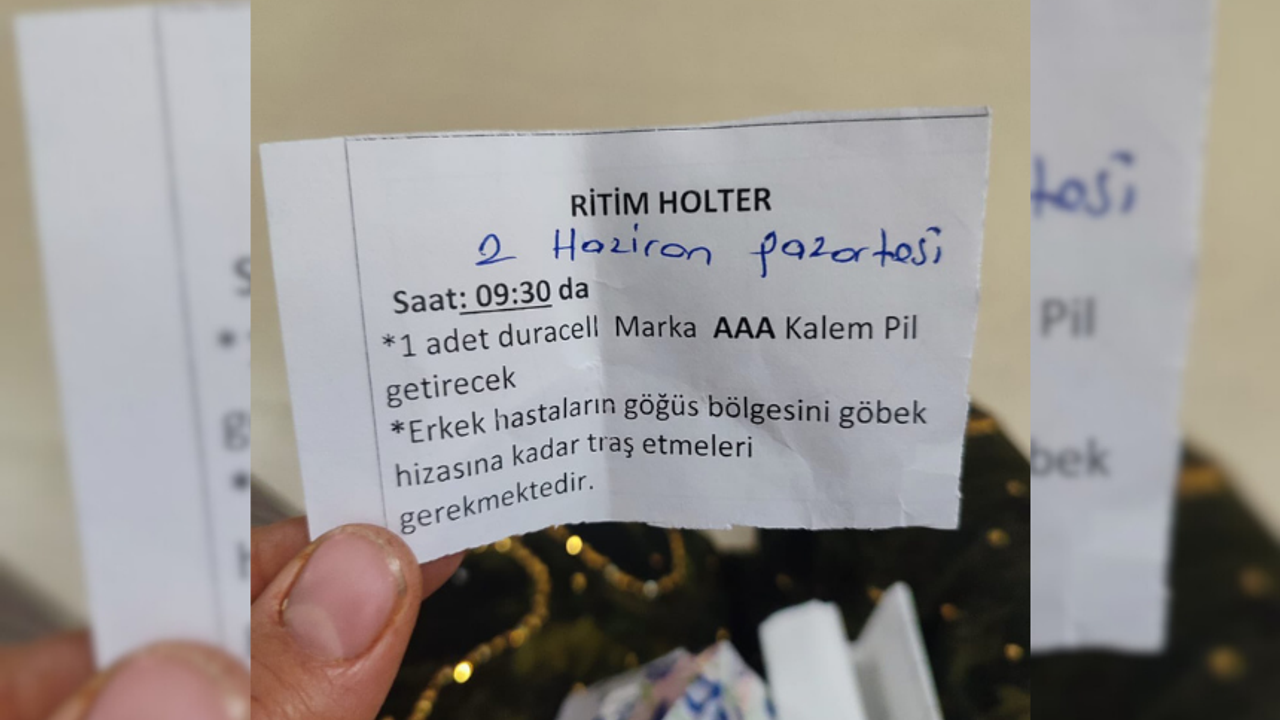 RİTİM HOLTER
2 Haziran pazartesi
Saat: 09:30 da
*1 adet duracell Marka AAA Kalem Pil
getirecek
*Erkek hastaların göğüs bölgesini göbek
hizasına kadar traş etmeleri
gerekmektedir.